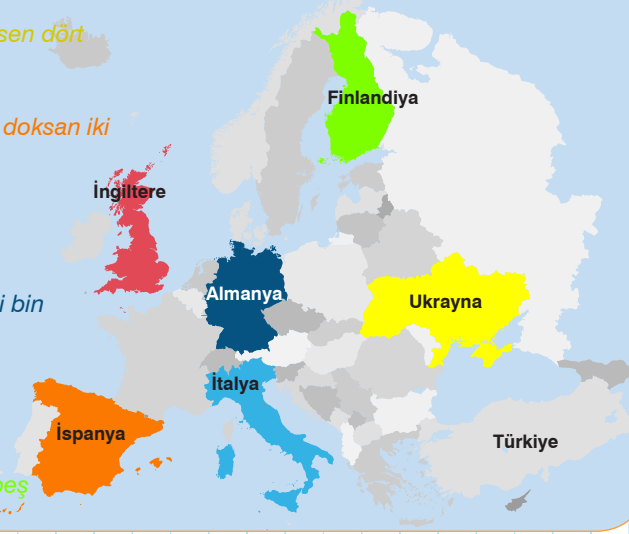 sen dört
Finlandiya
doksan iki
İngiltere
Almanya
i bin
Ukrayna
İtalya
İspanya
Türkiye
beş